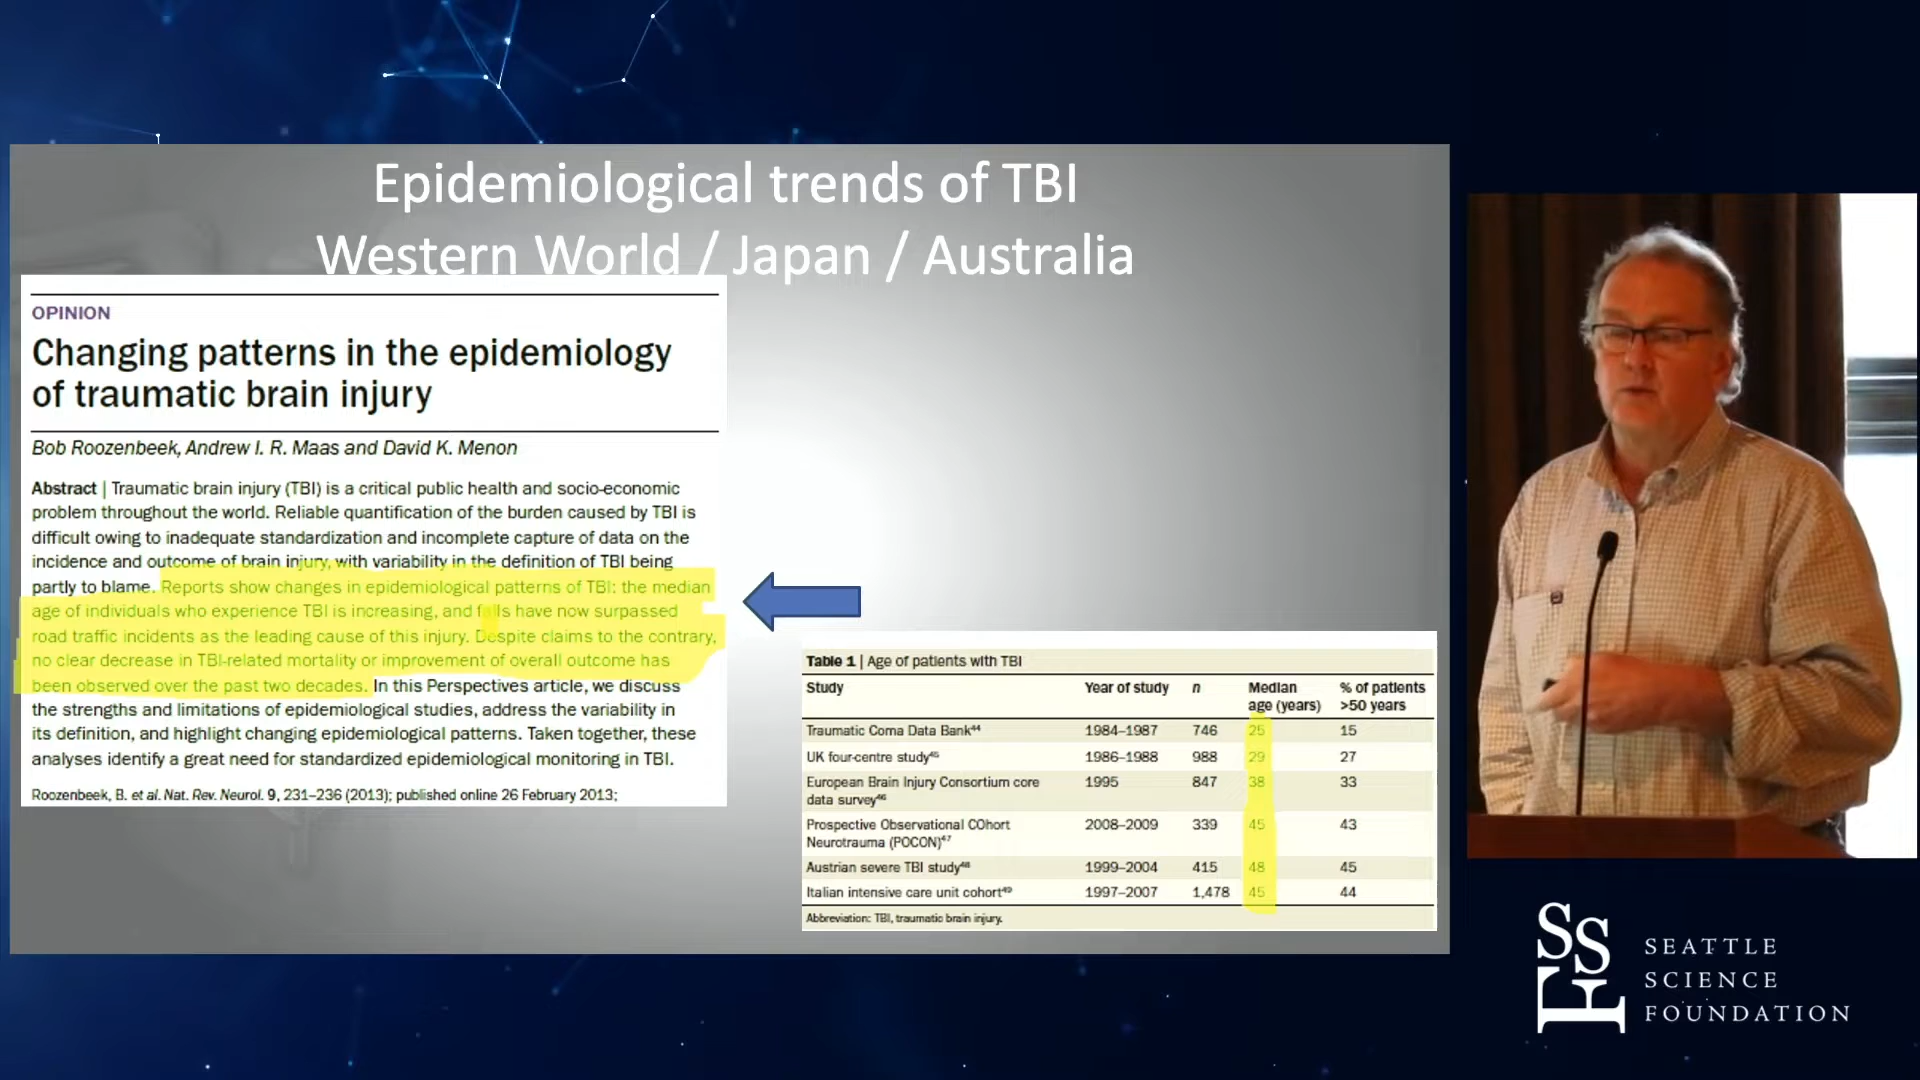 Epidemiological trends of TBI
Western World / Japan / Australia
OPINION
Changing patterns in the epidemiology
of traumatic brain injury
Bob Roozenbeek, Andrew I. R. Maas and David K. Menon
Abstract | Traumatic brain injury (TBI) is a critical public health and socio-economic
problem throughout the world. Reliable quantification of the burden caused by TBI is
difficult owing to inadequate standardization and incomplete capture of data on the
incidence and outcome of brain injury, with variability in the definition of TBI being
partly to blame. Reports show changes in epidemiological patterns of TBI: the median
age of individuals who experience TBI is increasing, and falls have now surpassed
road traffic incidents as the leading cause of this injury. Despite claims to the contrary,
no clear decrease in TBI-related mortality or improvement of overall outcome has
been observed over the past two decades. In this Perspectives article, we discuss
the strengths and limitations of epidemiological studies, address the variability in
its definition, and highlight changing epidemiological patterns. Taken together, these
analyses identify a great need for standardized epidemiological monitoring in TBI.
Roozenbeek, B. et al. Nat. Rev. Neurol. 9, 231–236 (2013); published online 26 February 2013;
Table 1 | Age of patients with TBI
Study Year of study n Median age (years) % of patients >50 years
Traumatic Coma Data Bank44 1984–1987 746 25 15
UK four-centre study45 1986–1988 988 29 27
European Brain Injury Consortium core 1995 847 38 33
data survey46
Prospective Observational COhort 2008–2009 339 45 43
Neurotrauma (POCON)47
Austrian severe TBI study48 1999–2004 415 48 45
Italian intensive care unit cohort49 1997–2007 1,478 45 44
Abbreviation: TBI, traumatic brain injury.
SSF
SEATTLE
SCIENCE
FOUNDATION